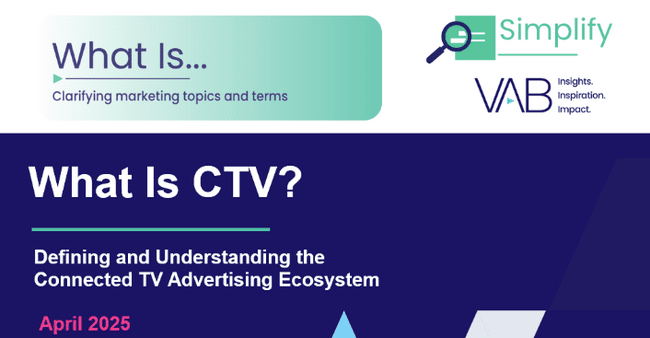 What Is...
Clarifying marketing topics and terms
Simplify
VAB
Insights.
Inspiration.
Impact.
What Is CTV?
Defining and Understanding the
Connected TV Advertising Ecosystem
April 2025